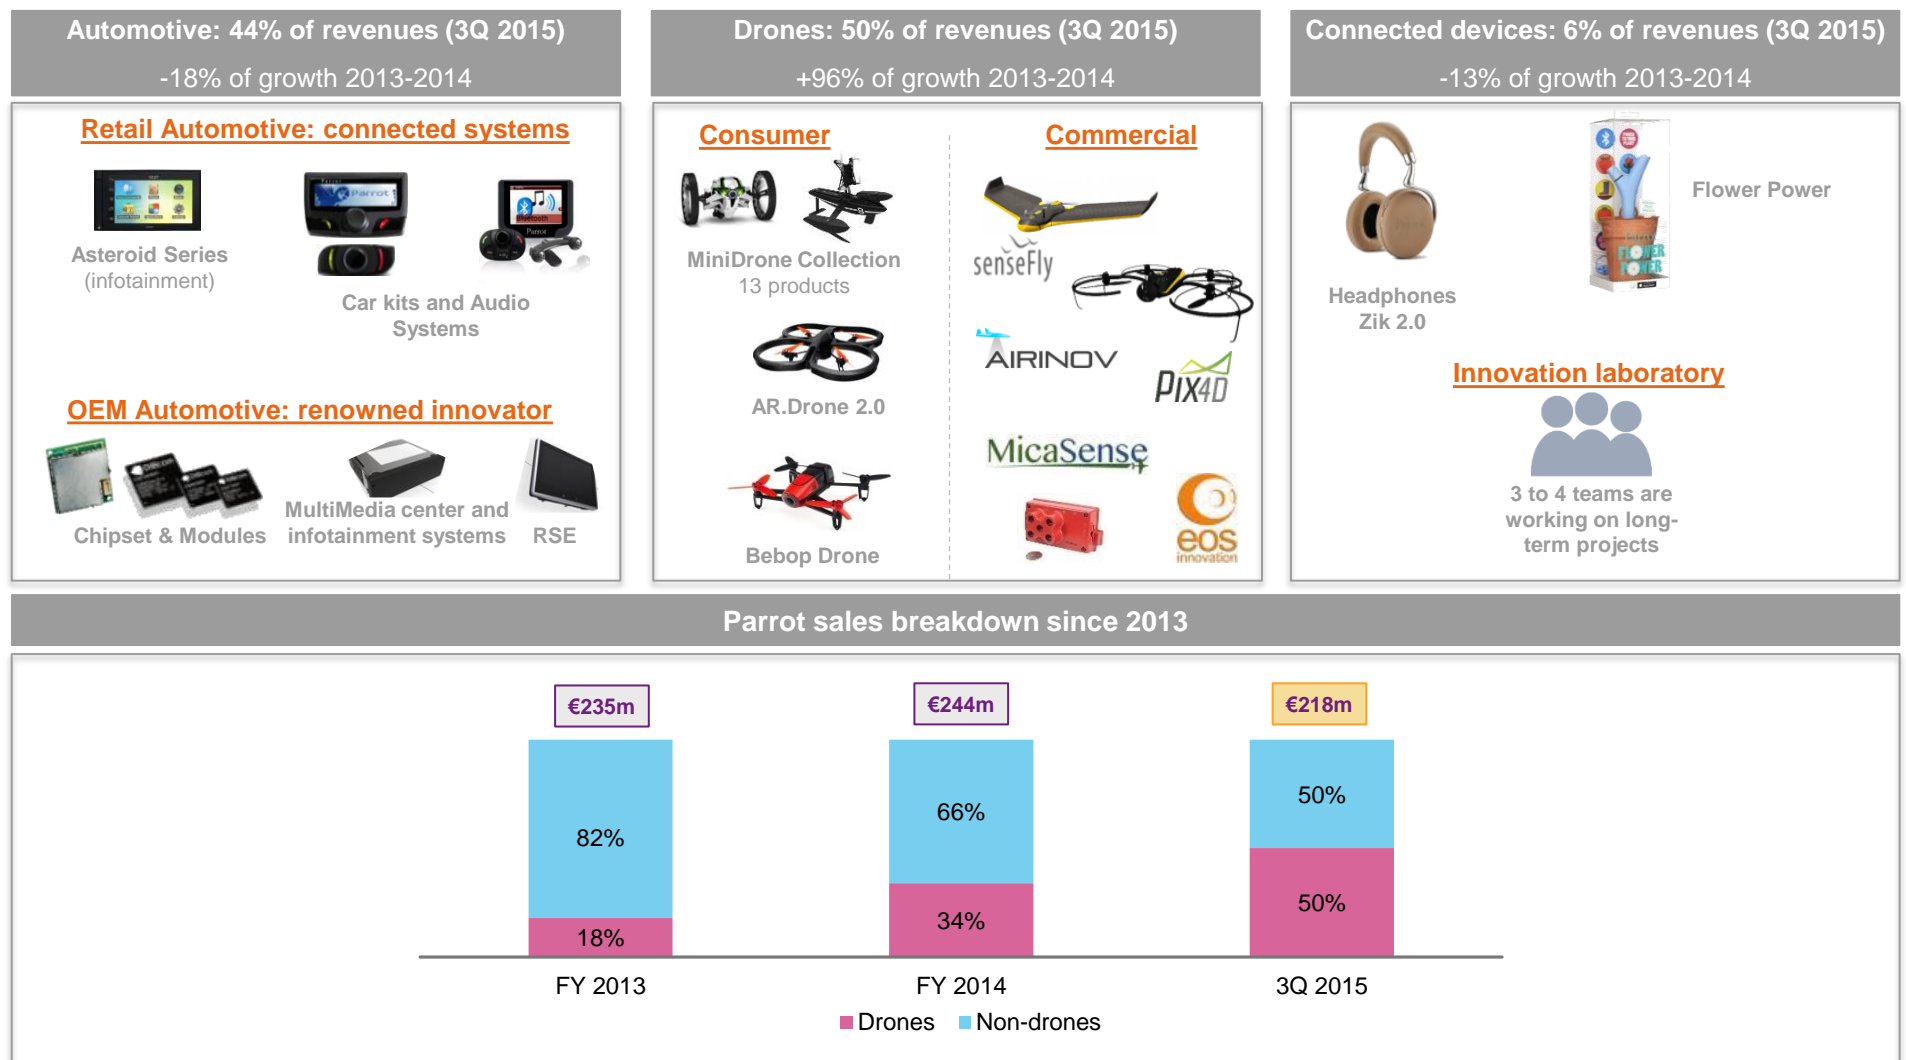 Automotive: 44% of revenues (3Q 2015)
-18% of growth 2013-2014
Retail Automotive: connected systems
Parrot
Bluetooth
Parrot
Asteroid Series
(infotainment)
Car kits and Audio
Systems
OEM Automotive: renowned innovator
Chipset & Modules
MultiMedia center and
infotainment systems
RSE
Drones: 50% of revenues (3Q 2015)
+96% of growth 2013-2014
Consumer
MiniDrone Collection
13 products
AR.Drone 2.0
Bebop Drone
Commercial
senseFly
AIRINOV
PIX4D
MicaSense
eos
innovation
Connected devices: 6% of revenues (3Q 2015)
-13% of growth 2013-2014
Headphones
Zik 2.0
FLOWER
POWER
Flower Power
Innovation laboratory
3 to 4 teams are
working on long-
term projects
Parrot sales breakdown since 2013
€235m
€244m
€218m
82%
66%
50%
18%
34%
50%
FY 2013
FY 2014
3Q 2015
Drones
Non-drones